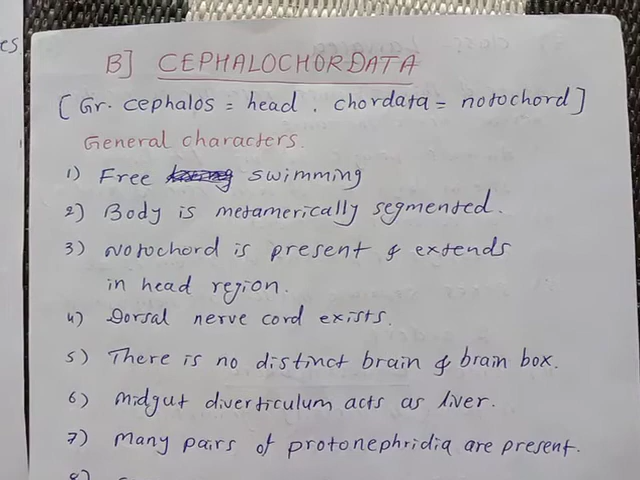 es
B] CEPHALOCHORDATA
[Gr. cephalos = head. chordata = notochord]
General characters.
1) Free swimming
2) Body is metamerically segmented.
3) Notochord is present & extends
in head region.
4) Dorsal nerve cord exists.
5) There is no distinct brain & brain box.
6) Midgut diverticulum acts as liver.
7) Many pairs of protonephridia are present.
8)